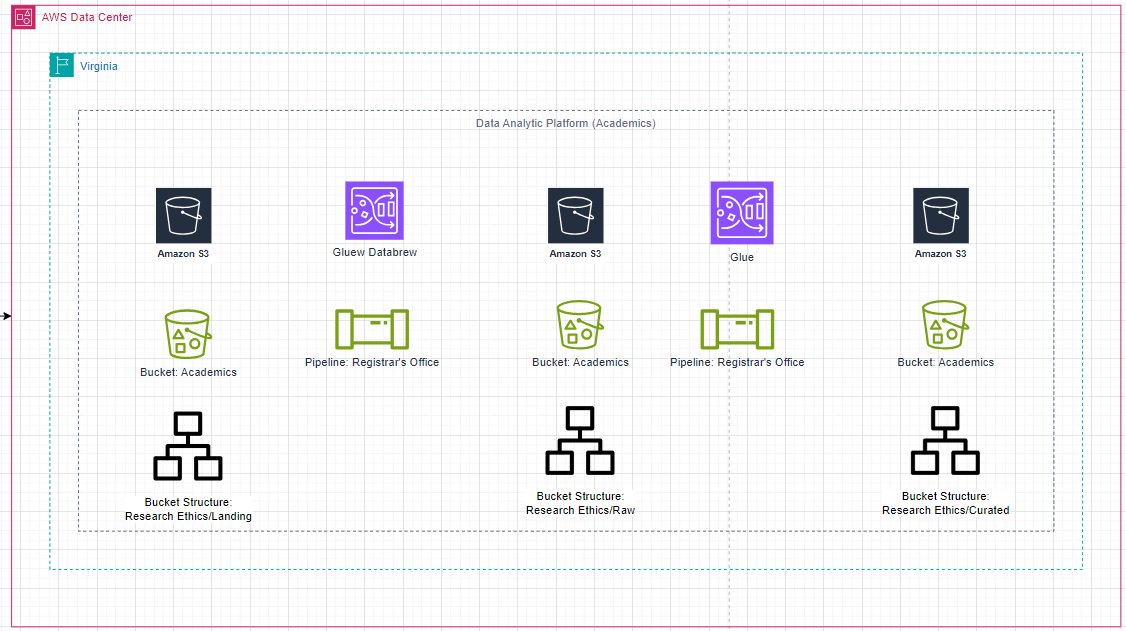 AWS Data Center
Virginia
Data Analytic Platform (Academics)
Amazon S3
Gluew Databrew
Amazon S3
Glue
Amazon S3
Bucket: Academics
Pipeline: Registrar's Office
Bucket: Academics
Pipeline: Registrar's Office
Bucket: Academics
Bucket Structure:
Research Ethics/Landing
Bucket Structure:
Research Ethics/Raw
Bucket Structure:
Research Ethics/Curated